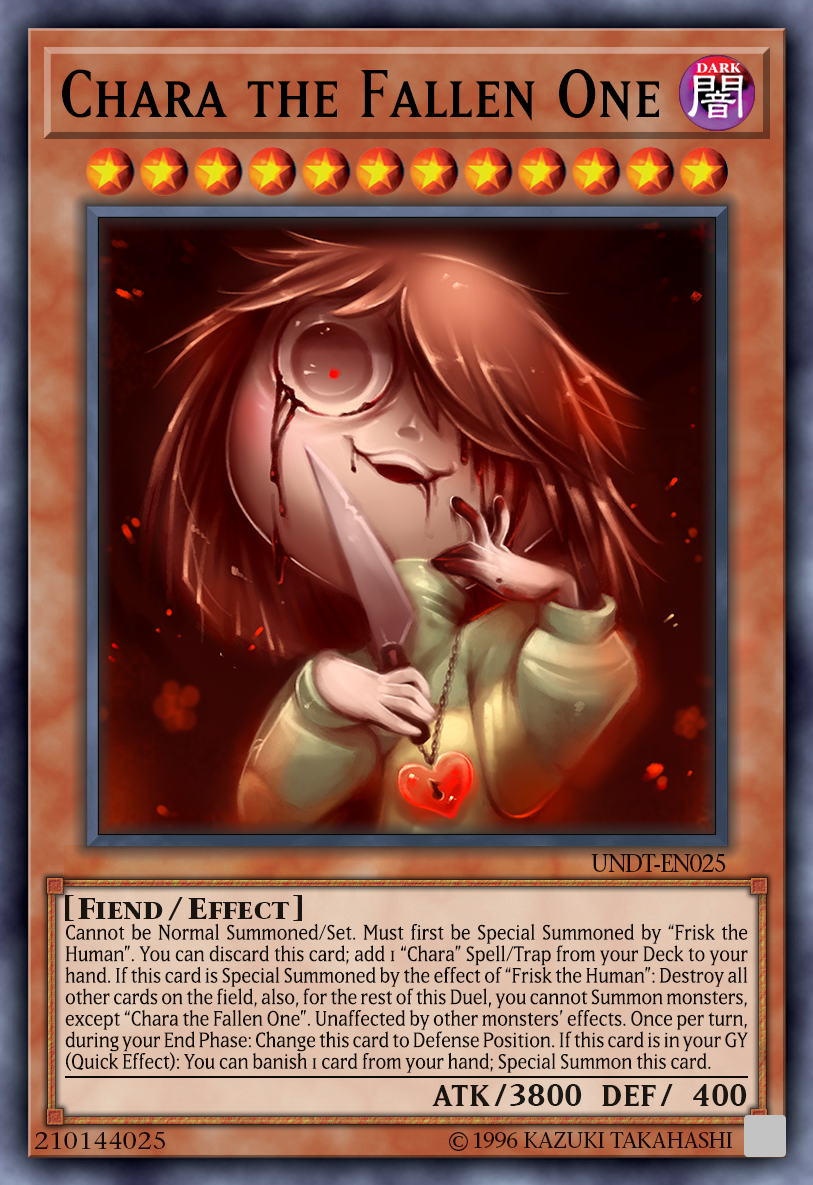 Chara the Fallen One
DARK
闇
UNDT-EN025
[ Fiend / Effect ]
Cannot be Normal Summoned/Set. Must first be Special Summoned by “Frisk the
Human”. You can discard this card; add 1 “Chara” Spell/Trap from your Deck to your
hand. If this card is Special Summoned by the effect of “Frisk the Human”: Destroy all
other cards on the field, also, for the rest of this Duel, you cannot Summon monsters,
except “Chara the Fallen One”. Unaffected by other monsters’ effects. Once per turn,
during your End Phase: Change this card to Defense Position. If this card is in your GY
(Quick Effect): You can banish 1 card from your hand; Special Summon this card.
ATK/3800 DEF/ 400
210144025
© 1996 KAZUKI TAKAHASHI